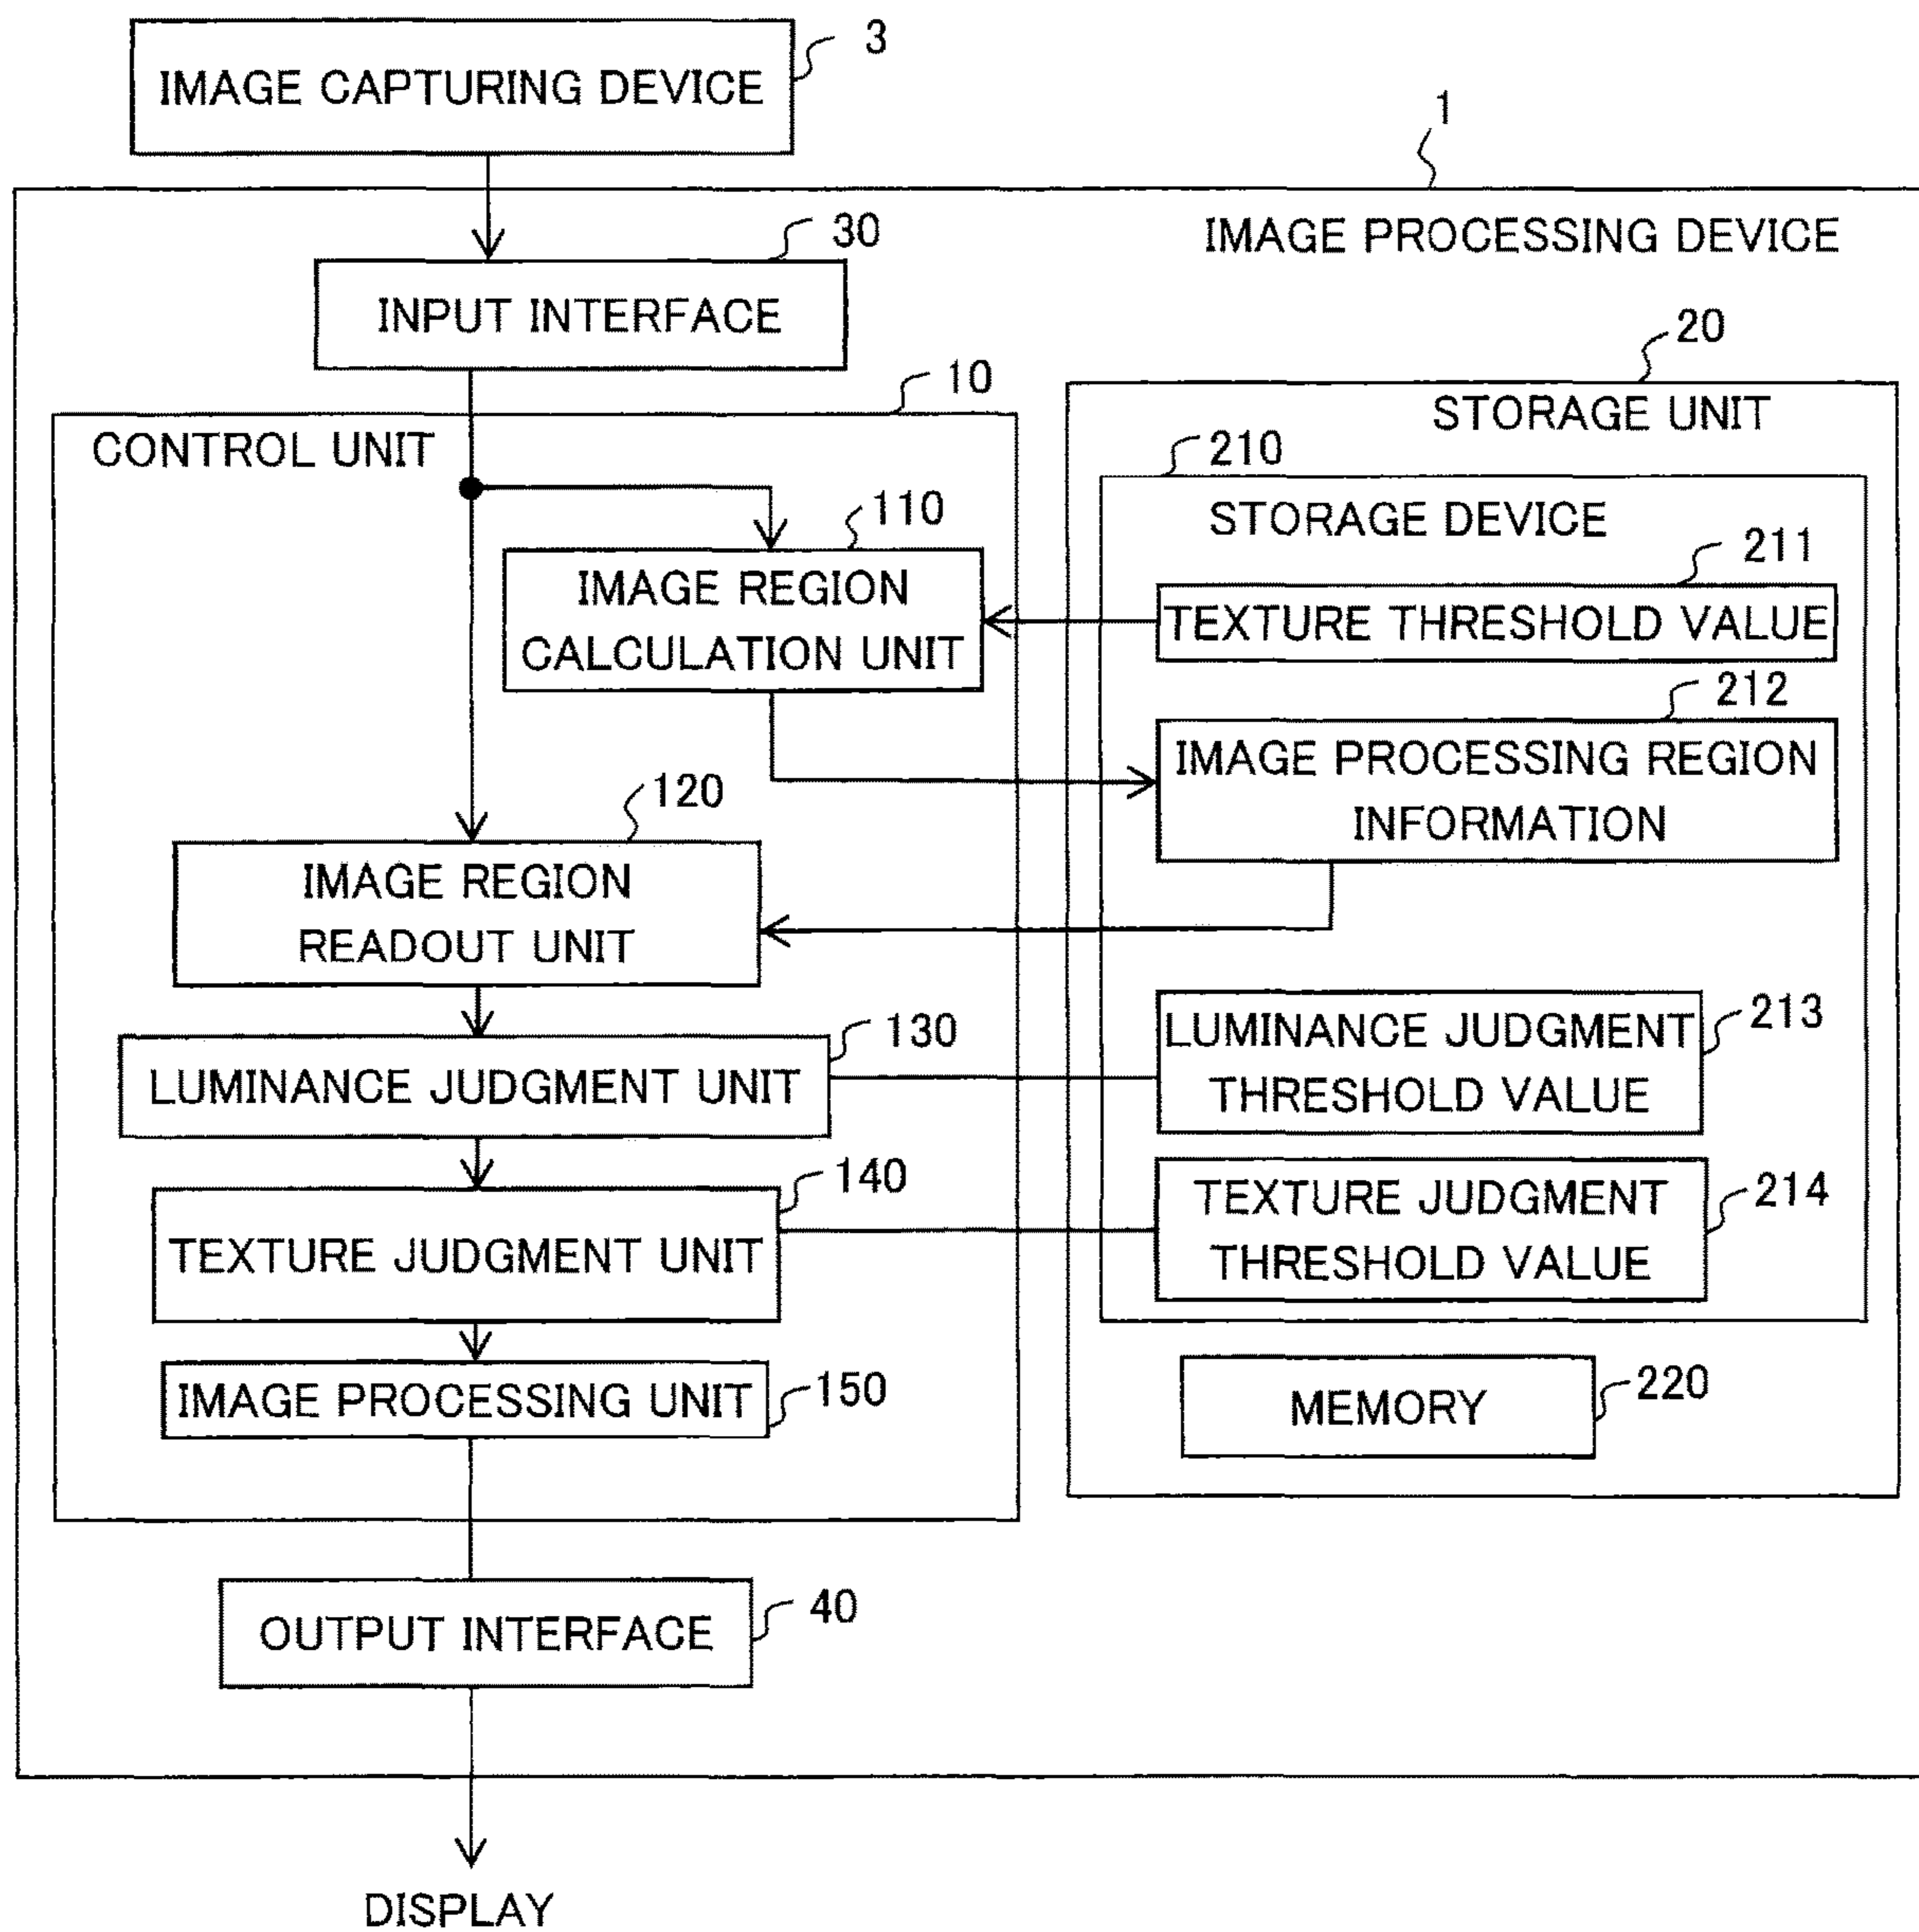 3
IMAGE CAPTURING DEVICE
1
IMAGE PROCESSING DEVICE
30
INPUT INTERFACE
20
STORAGE UNIT
10
CONTROL UNIT
210
STORAGE DEVICE
110
IMAGE REGION
CALCULATION UNIT
211
TEXTURE THRESHOLD VALUE
212
IMAGE PROCESSING REGION
INFORMATION
120
IMAGE REGION
READOUT UNIT
130
LUMINANCE JUDGMENT UNIT
213
LUMINANCE JUDGMENT
THRESHOLD VALUE
140
TEXTURE JUDGMENT UNIT
214
TEXTURE JUDGMENT
THRESHOLD VALUE
150
IMAGE PROCESSING UNIT
220
MEMORY
40
OUTPUT INTERFACE
DISPLAY